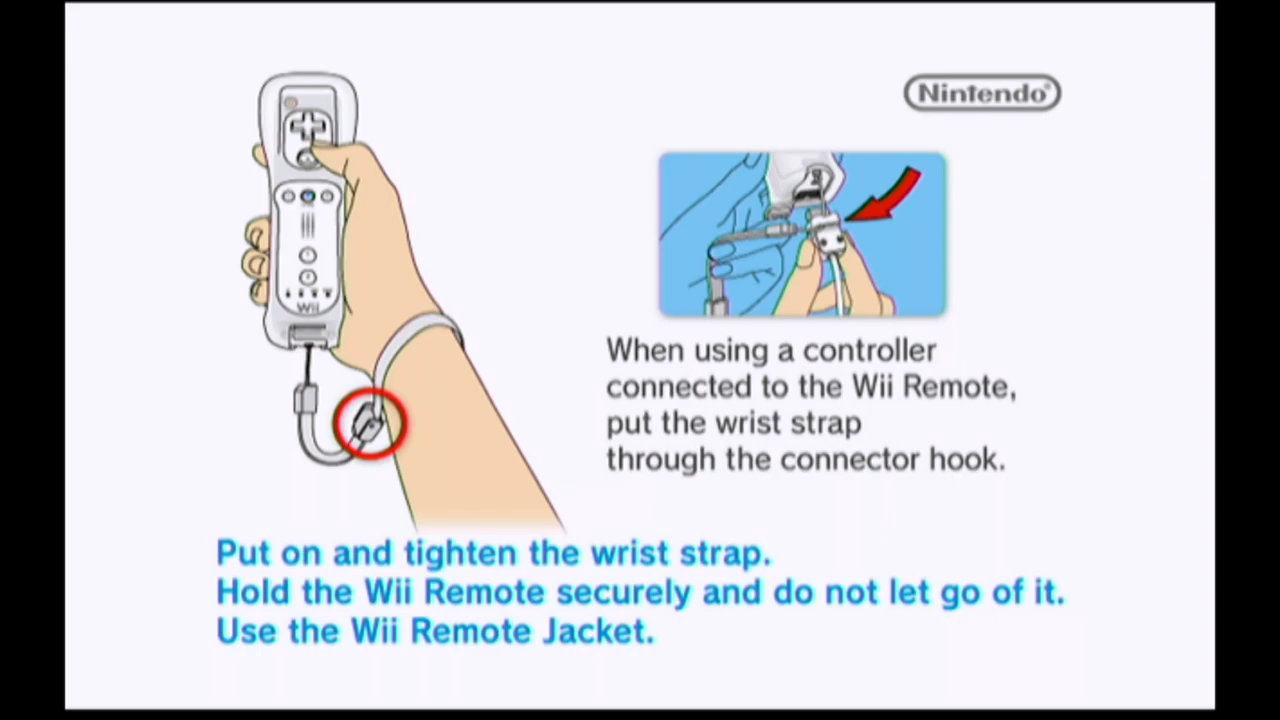 Nintendo®
When using a controller
connected to the Wii Remote,
put the wrist strap
through the connector hook.
Wii
Put on and tighten the wrist strap.
Hold the Wii Remote securely and do not let go of it.
Use the Wii Remote Jacket.